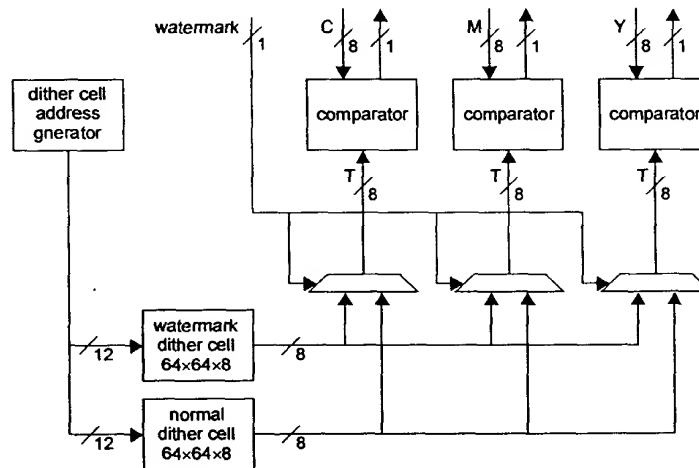 watermark 1 C 8 1 M 8 1 Y 8 1
dither cell
address
gnerator
comparator comparator comparator
T 8 T 8 T 8
watermark
dither cell
64×64×8
12 8
normal
dither cell
64×64×8
12 8